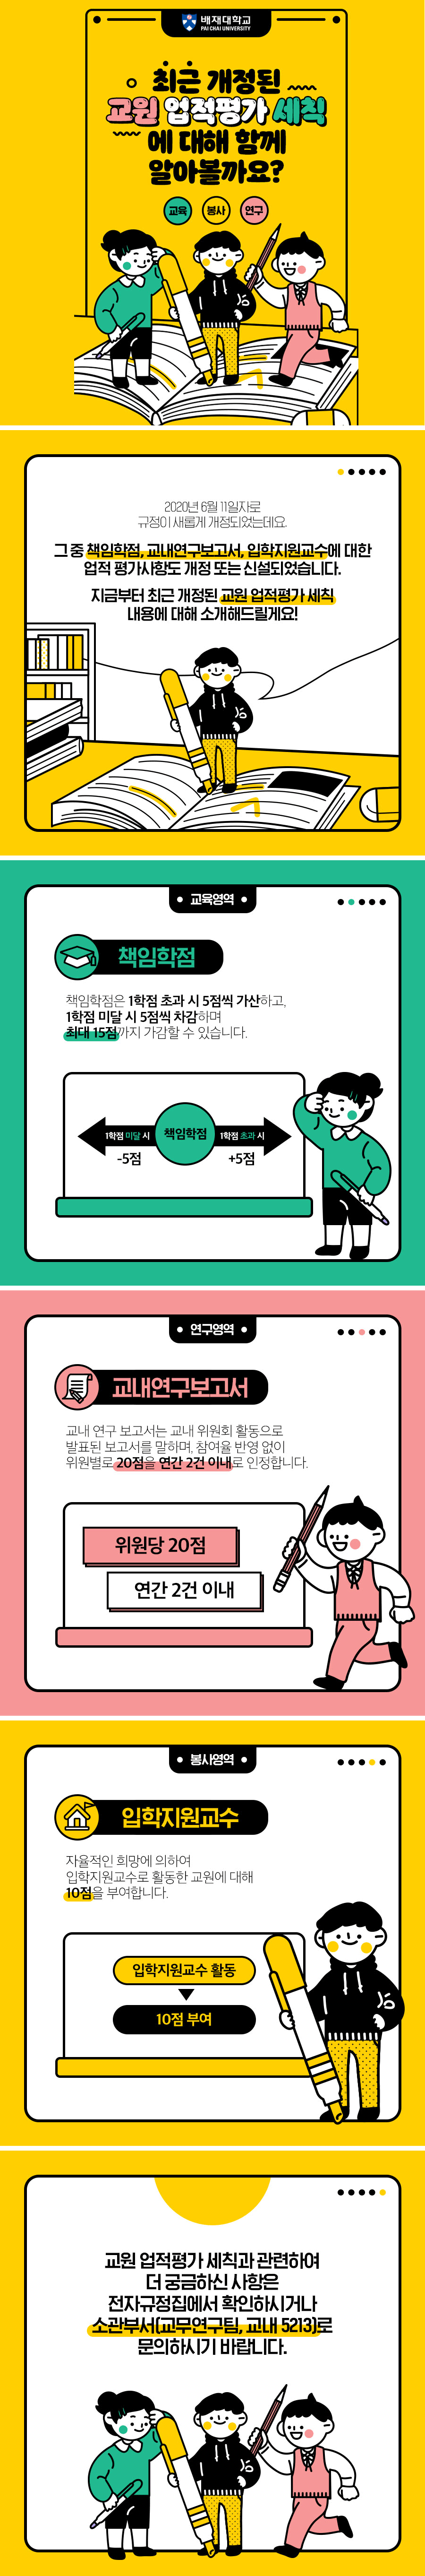 배재대학교
PAI CHAI UNIVERSITY
최근 개정된
교원 업적평가 세칙
에 대해 함께
알아볼까요?
교육 봉사 연구
2020년 6월 11일자로
규정이 새롭게 개정되었는데요.
그 중 책임학점, 교내연구보고서, 입학지원교수에 대한
업적 평가사항도 개정 또는 신설되었습니다.
지금부터 최근 개정된 교원 업적평가 세칙
내용에 대해 소개해드릴게요!
교육영역
책임학점
책임학점은 1학점 초과 시 5점씩 가산하고,
1학점 미달 시 5점씩 차감하며
최대 15점까지 가감할 수 있습니다.
1학점 미달 시 책임학점 1학점 초과 시
-5점 +5점
연구영역
교내연구보고서
교내 연구 보고서는 교내 위원회 활동으로
발표된 보고서를 말하며, 참여율 반영 없이
위원별로 20점을 연간 2건 이내로 인정합니다.
위원당 20점
연간 2건 이내
봉사영역
입학지원교수
자율적인 희망에 의하여
입학지원교수로 활동한 교원에 대해
10점을 부여합니다.
입학지원교수 활동
10점 부여
교원 업적평가 세칙과 관련하여
더 궁금하신 사항은
전자규정집에서 확인하시거나
소관부서(교무연구팀, 교내 5213)로
문의하시기 바랍니다.